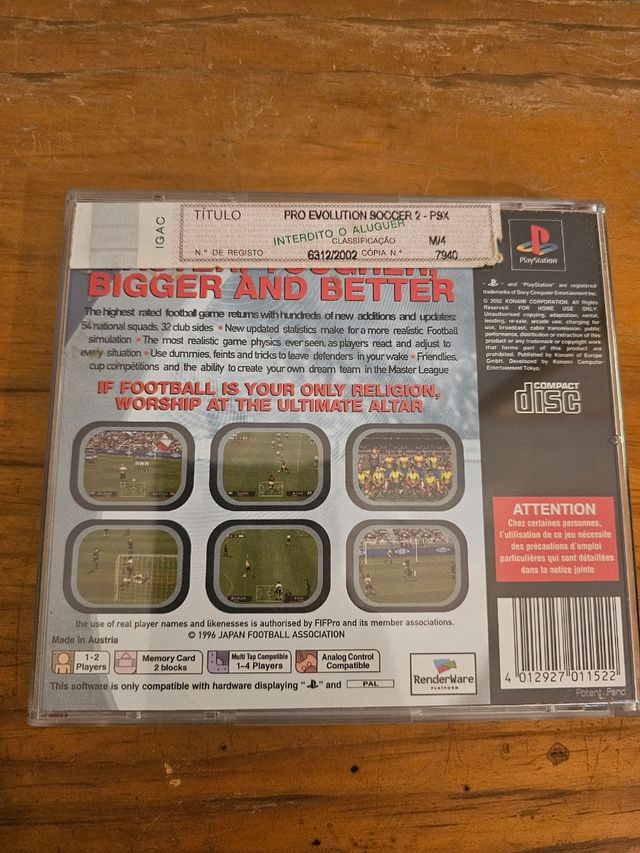 IGAC
TÍTULO PRO EVOLUTION SOCCER 2 - PSX
INTERDITO O ALUGUER
CLASSIFICAÇÃO M/4
N.º DE REGISTO 6312/2002 CÓPIA N.º 7940
BIGGER AND BETTER
The highest rated football game returns with hundreds of new additions and updates:
54 national squads, 32 club sides • New updated statistics make for a more realistic Football
simulation • The most realistic game physics ever seen, as players react and adjust to
every situation • Use dummies, feints and tricks to leave defenders in your wake • Friendlies,
cup competitions and the ability to create your own dream team in the Master League
IF FOOTBALL IS YOUR ONLY RELIGION,
WORSHIP AT THE ULTIMATE ALTAR
the use of real player names and likenesses is authorised by FIFPro and its member associations.
© 1996 JAPAN FOOTBALL ASSOCIATION
Made in Austria
1-2
Players
Memory Card
2 blocks
Multi Tap Compatible
1-4 Players
Analog Control
Compatible
This software is only compatible with hardware displaying " " and PAL
RenderWare
PLATFORM
PlayStation
and "PlayStation" are registered
trademarks of Sony Computer Entertainment Inc.
© 2002 KONAMI CORPORATION. All Rights
Reserved. FOR HOME USE ONLY.
Unauthorised copying, adaptation, rental,
lending, re-sale, arcade use, charging for
use, broadcast, cable transmission, public
performance, distribution or extraction of this
product or any trademark or copyright work
that forms part of this product are
prohibited. Published by Konami of Europe
GmbH. Developed by Konami Computer
Entertainment Tokyo.
COMPACT
disc
ATTENTION
Chez certaines personnes,
l'utilisation de ce jeu nécessite
des précautions d'emploi
particulières qui sont détaillées
dans la notice jointe
4 012927 011522
Patent. Pend